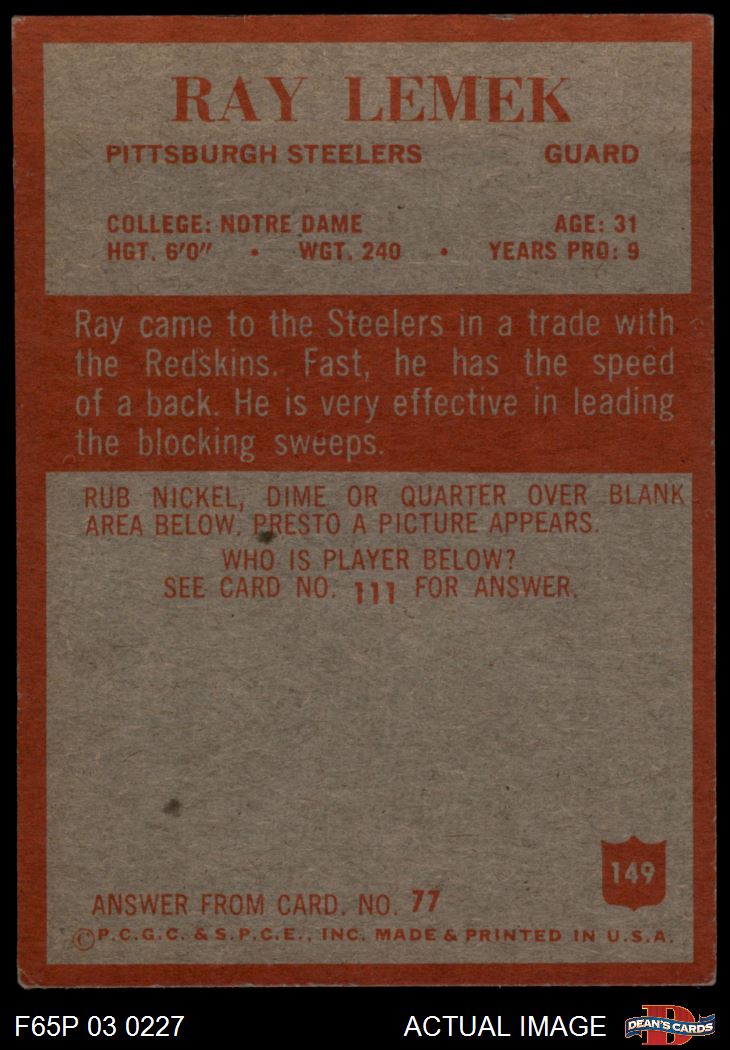 RAY LEMEK
PITTSBURGH STEELERS GUARD
COLLEGE: NOTRE DAME AGE: 31
HGT. 6'0" • WGT. 240 • YEARS PRO: 9
Ray came to the Steelers in a trade with
the Redskins. Fast, he has the speed
of a back. He is very effective in leading
the blocking sweeps.
RUB NICKEL, DIME OR QUARTER OVER BLANK
AREA BELOW. PRESTO A PICTURE APPEARS.
WHO IS PLAYER BELOW?
SEE CARD NO. 111 FOR ANSWER.
149
ANSWER FROM CARD. NO. 77
©P.C.G.C. & S.P.C.E., INC. MADE & PRINTED IN U.S.A.
F65P 03 0227 ACTUAL IMAGE D DEAN'S CARDS